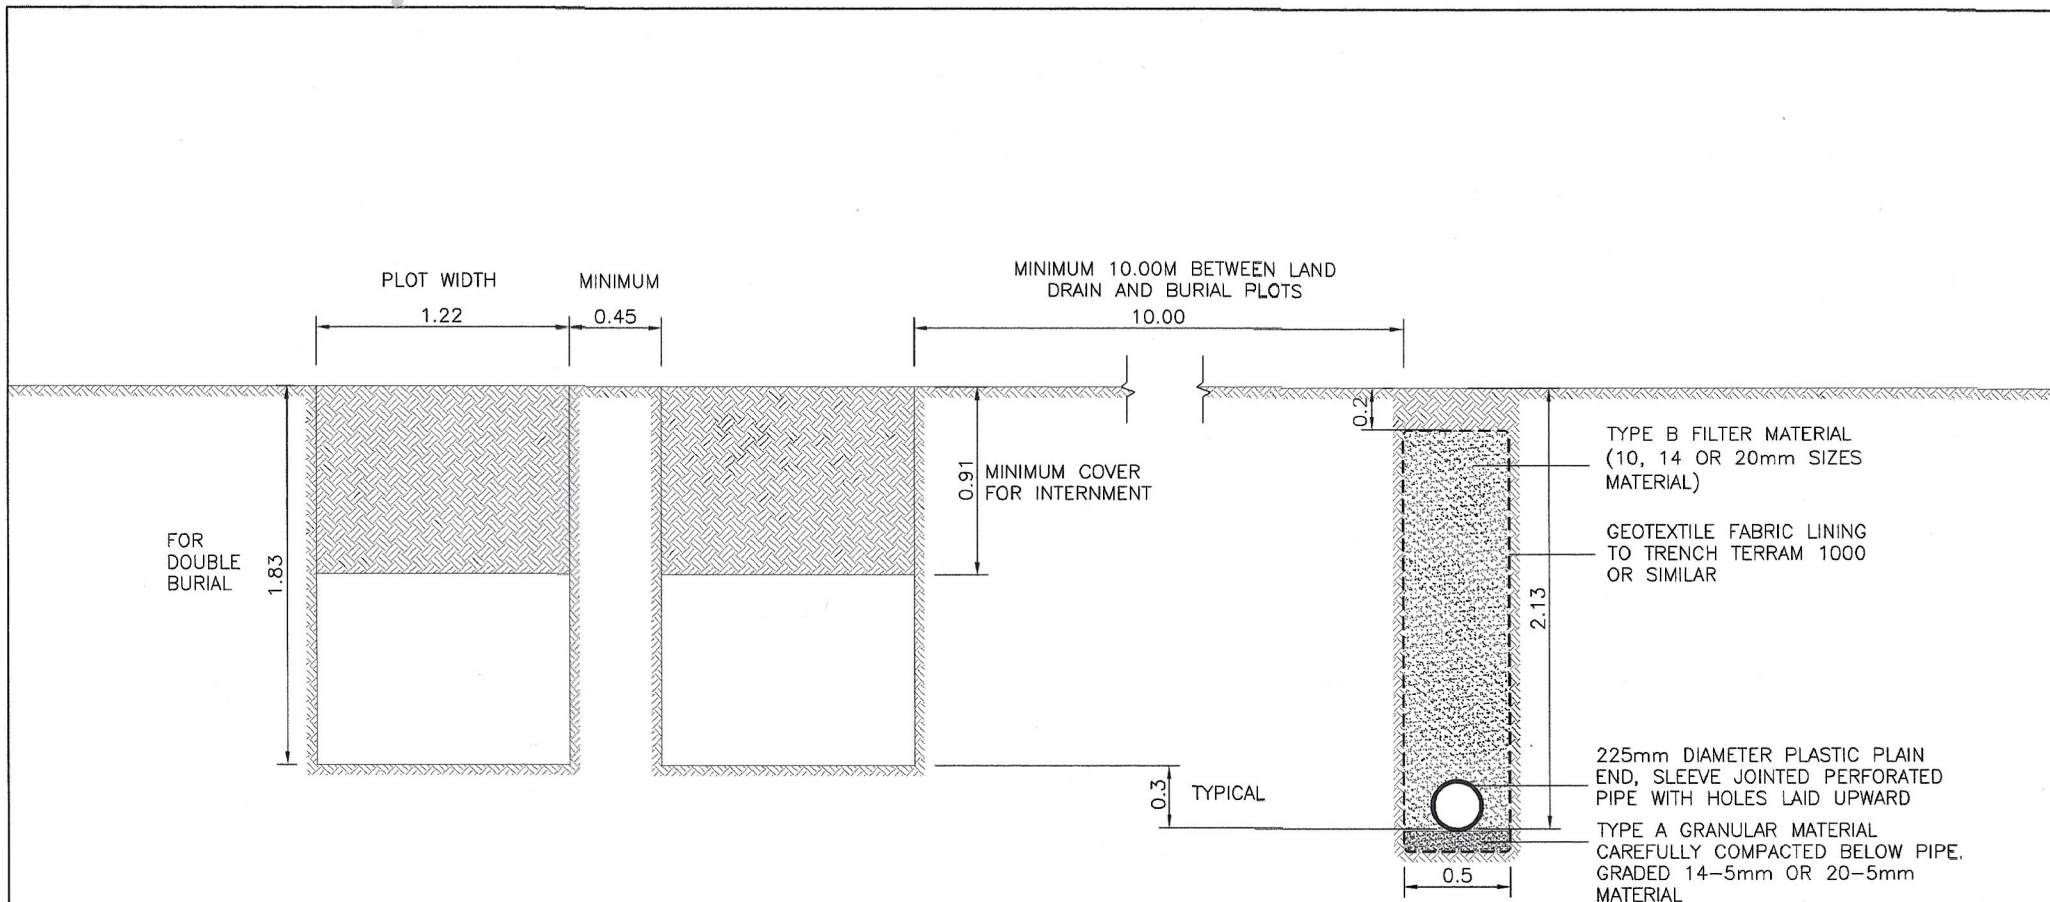 PLOT WIDTH
1.22
MINIMUM
0.45
MINIMUM 10.00M BETWEEN LAND
DRAIN AND BURIAL PLOTS
10.00
FOR
DOUBLE
BURIAL
1.83
0.91
MINIMUM COVER
FOR INTERNMENT
0.3
TYPICAL
0.2
2.13
0.5
TYPE B FILTER MATERIAL
(10, 14 OR 20mm SIZES
MATERIAL)
GEOTEXTILE FABRIC LINING
TO TRENCH TERRAM 1000
OR SIMILAR
225mm DIAMETER PLASTIC PLAIN
END, SLEEVE JOINTED PERFORATED
PIPE WITH HOLES LAID UPWARD
TYPE A GRANULAR MATERIAL
CAREFULLY COMPACTED BELOW PIPE.
GRADED 14-5mm OR 20-5mm
MATERIAL